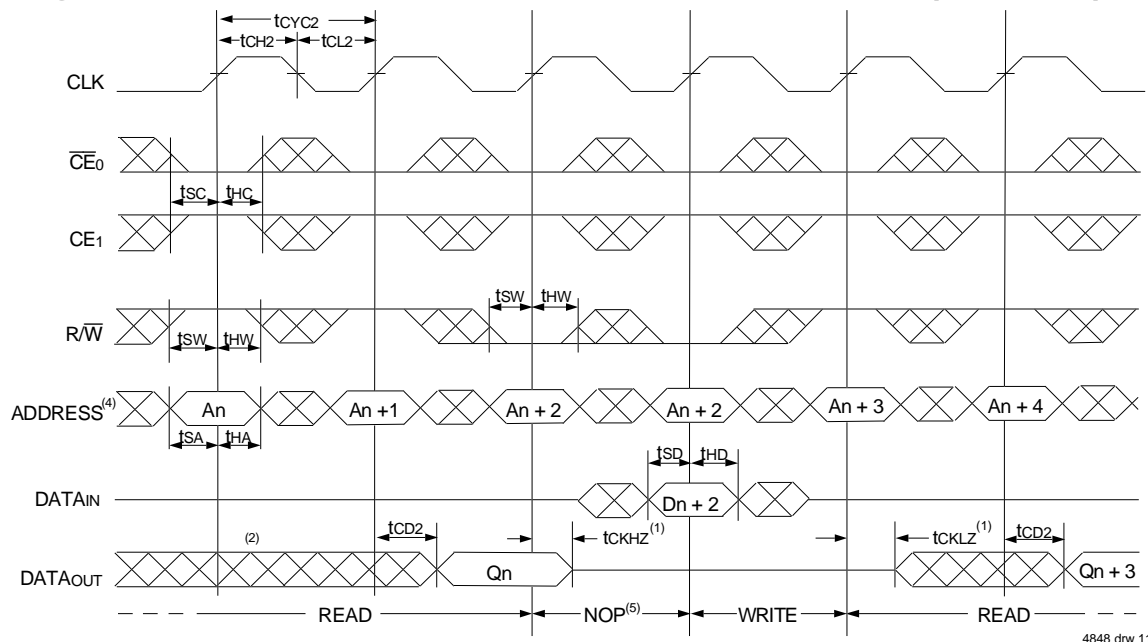 tCYC2
tCH2 tCL2
CLK
CE0
tSC tHC
CE1
tSW tHW
R/W
tSW tHW
ADDRESS(4) An An +1 An + 2 An + 2 An + 3 An + 4
tSA tHA
tSD tHD
DATAIN Dn + 2
tCD2 tCKHZ(1) tCKLZ(1) tCD2
(2)
DATAOUT Qn Qn + 3
READ NOP(5) WRITE READ